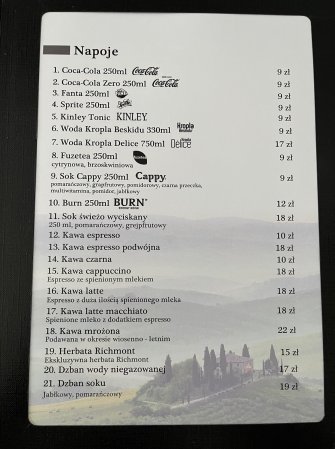 Napoje
1. Coca-Cola 250ml Coca-Cola 9 zł
2. Coca-Cola Zero 250ml Coca-Cola 9 zł
3. Fanta 250ml 9 zł
4. Sprite 250ml 9 zł
5. Kinley Tonic KINLEY 9 zł
6. Woda Kropla Beskidu 330ml Kropla Beskidu 9 zł
7. Woda Kropla Delice 750ml Delice 17 zł
8. Fuzetea 250ml 9 zł
cytrynowa, brzoskwiniowa
9. Sok Cappy 250ml Cappy 9 zł
pomarańczowy, grapfrutowy, pomidorowy, czarna przeczka,
multiwitamina, pomidor, jabłkowy
10. Burn 250ml BURN 12 zł
11. Sok świeżo wyciskany 18 zł
250 ml, pomarańczowy, grejpfrutowy
12. Kawa espresso 10 zł
13. Kawa espresso podwójna 18 zł
14. Kawa czarna 10 zł
15. Kawa cappuccino 18 zł
Espresso ze spienionym mlekiem
16. Kawa latte 18 zł
Espresso z duża ilością spienionego mleka
17. Kawa latte macchiato 18 zł
Spienione mleko z dodatkiem espresso
18. Kawa mrożona 22 zł
Podawana w okresie wiosenno - letnim
19. Herbata Richmont 15 zł
Ekskluzywna herbata Richmont
20. Dzban wody niegazowanej 17 zł
21. Dzban soku 19 zł
Jabłkowy, pomarańczowy